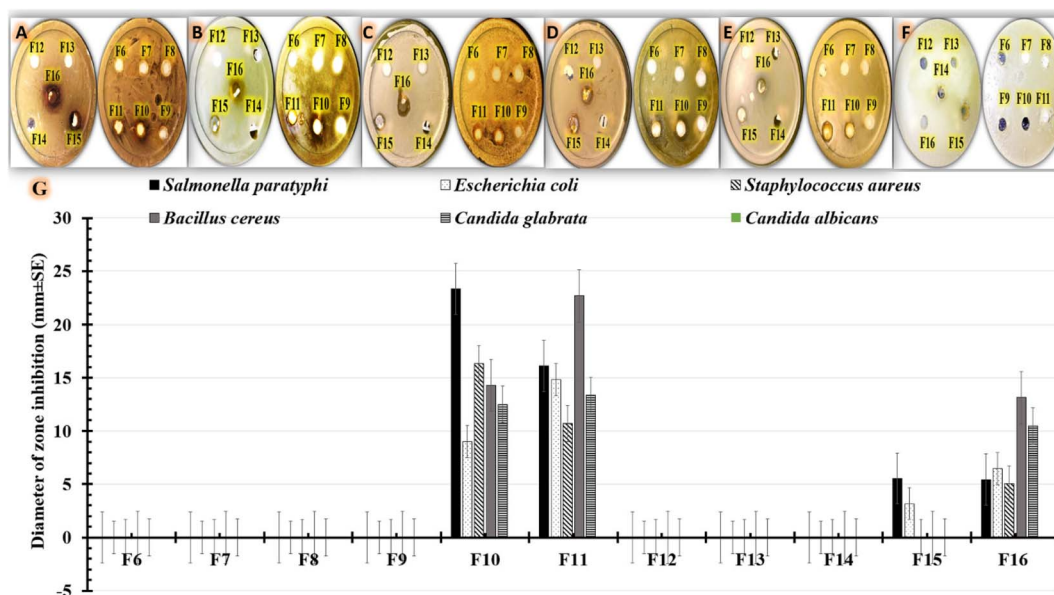 A B C D E F
F12 F13 F6 F7 F8 F12 F13 F6 F7 F8 F12 F13 F6 F7 F8 F12 F13 F6 F7 F8 F12 F13 F6 F7 F8 F12 F13 F6 F7 F8
F16 F16 F16 F16 F16 F14
F11 F10 F9 F15 F14 F11 F10 F9 F11 F10 F9 F11 F10 F9 F11 F10 F9 F9 F10 F11
F14 F15 F15 F14 F15 F14 F15 F14 F16 F15
G
Salmonella paratyphi Escherichia coli Staphylococcus aureus
Bacillus cereus Candida glabrata Candida albicans
Diameter of zone inhibition (mm±SE)
30
25
20
15
10
5
0
-5
F6 F7 F8 F9 F10 F11 F12 F13 F14 F15 F16